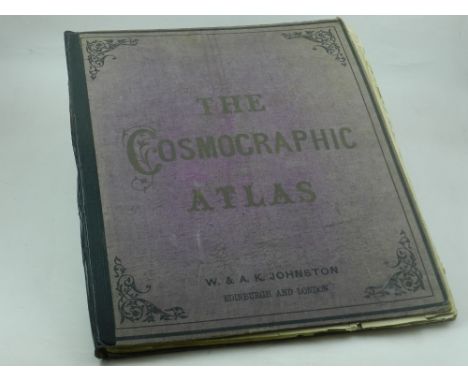 THE
COSMOGRAPHIC
ATLAS
W. & A. K. JOHNSTON
EDINBURGH AND LONDON